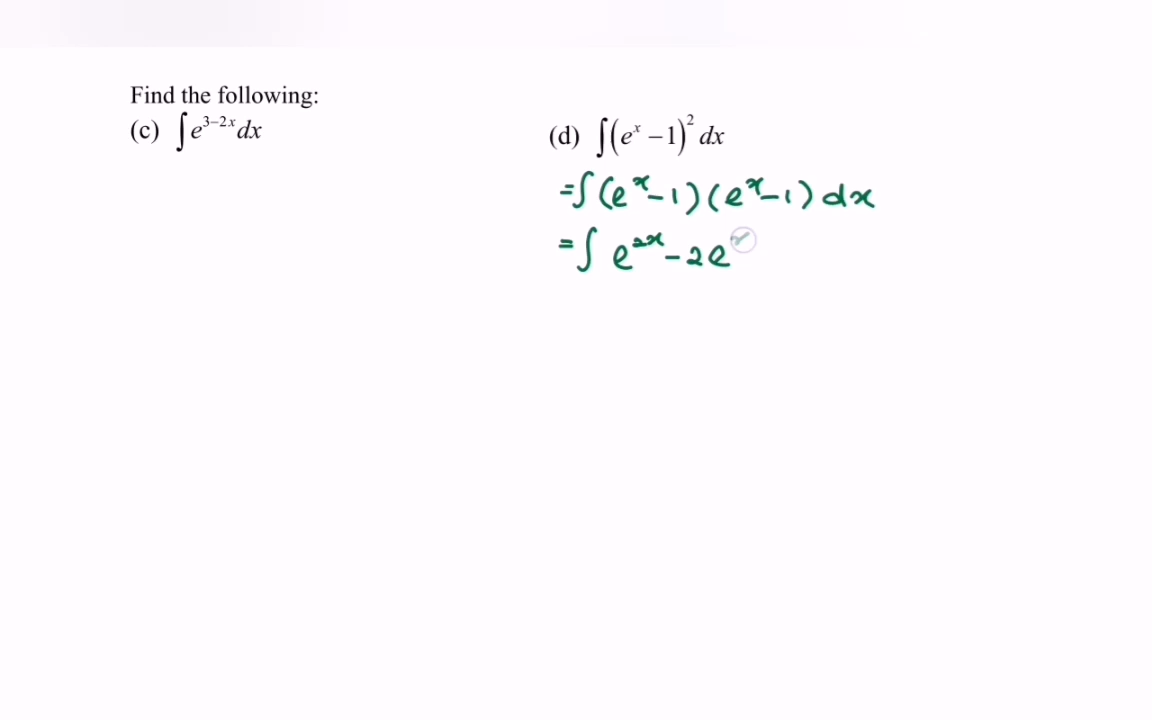 Find the following:
(c) ∫e^{3−2x}dx
(d) ∫(e^x −1)^2 dx
=∫(e^x−1)(e^x−1)dx
=∫ e^{2x}−2e^x